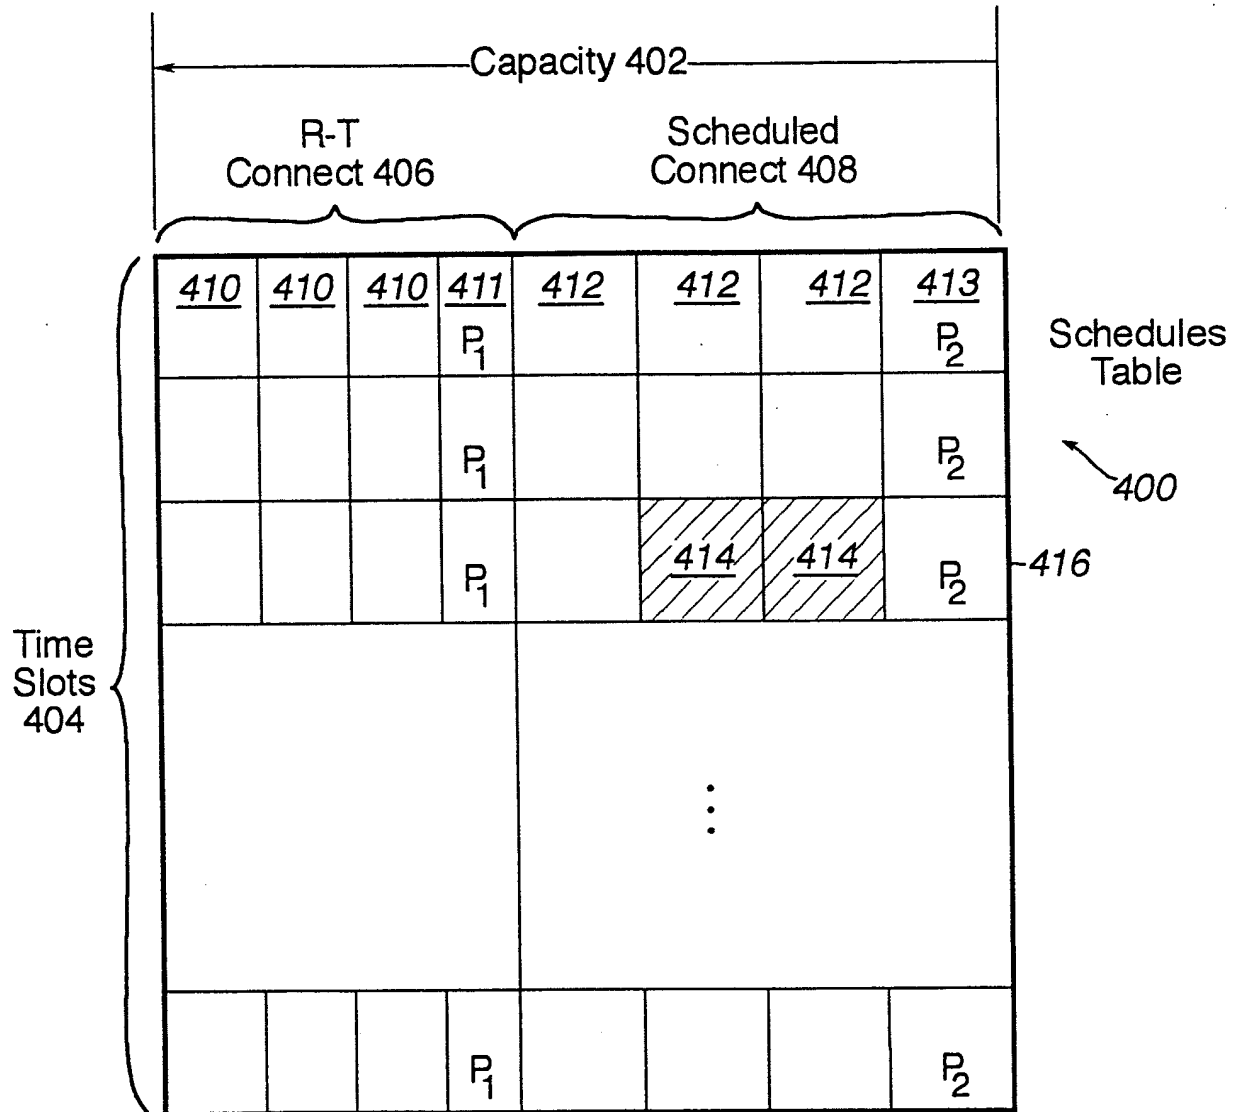 Capacity 402
R-T
Connect 406
Scheduled
Connect 408
410 410 410 411 412 412 412 413
P1 P2
Schedules
Table
P1 P2
400
414 414
P1 P2
416
Time
Slots
404
P1 P2